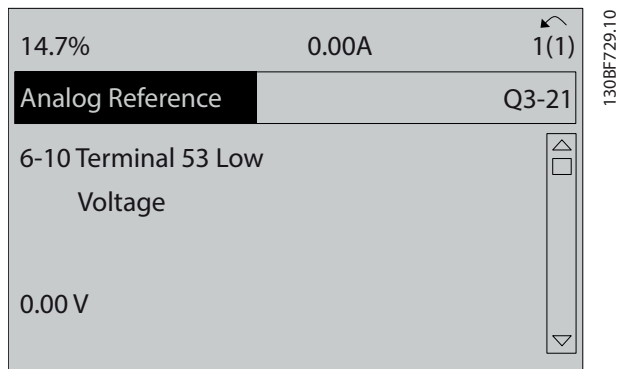 14.7% 0.00A 1(1)
Analog Reference Q3-21
6-10 Terminal 53 Low
Voltage
0.00 V
130BF729.10